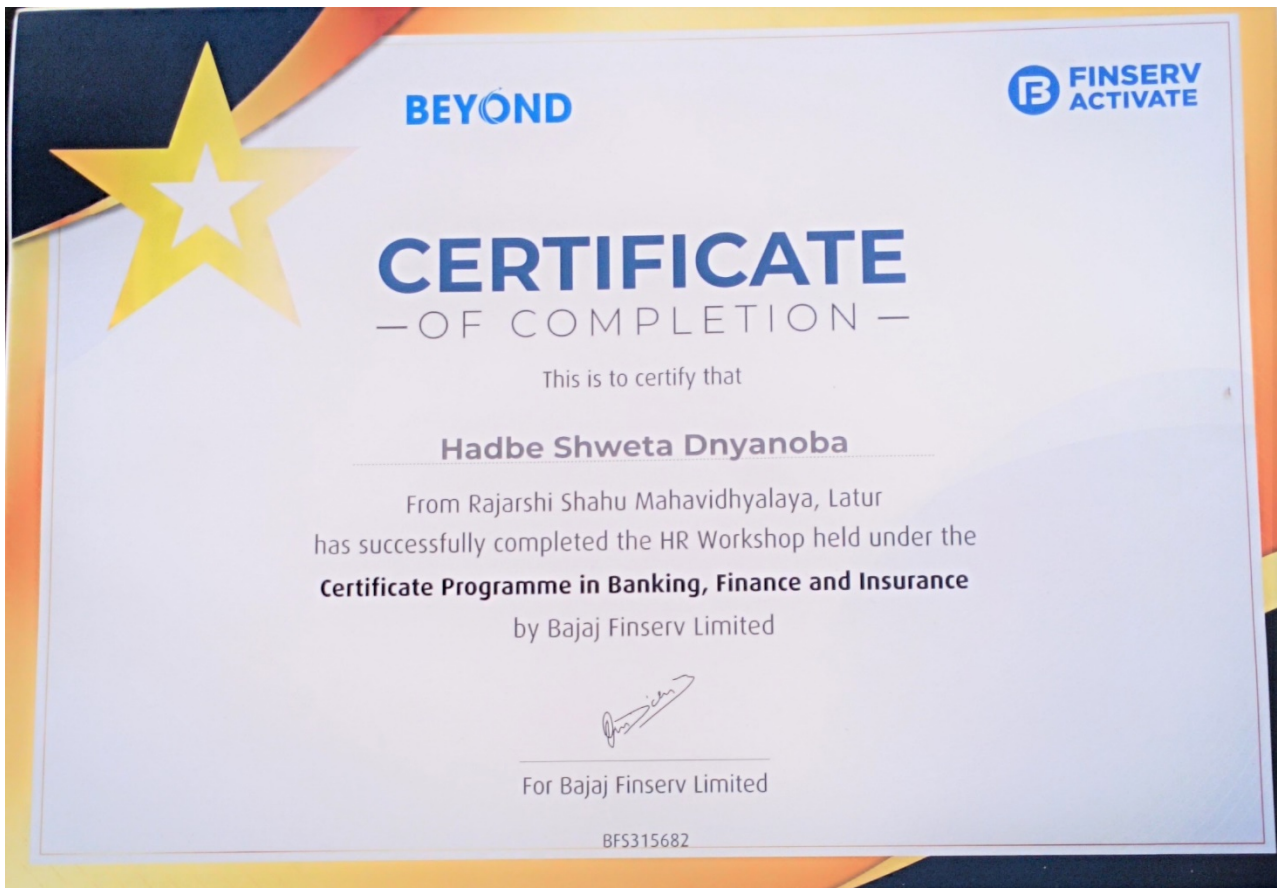 BEYOND
FINSERV
ACTIVATE
CERTIFICATE
— OF COMPLETION —
This is to certify that
Hadbe Shweta Dnyanoba
From Rajarshi Shahu Mahavidhyalaya, Latur
has successfully completed the HR Workshop held under the
Certificate Programme in Banking, Finance and Insurance
by Bajaj Finserv Limited
For Bajaj Finserv Limited
BFS315682